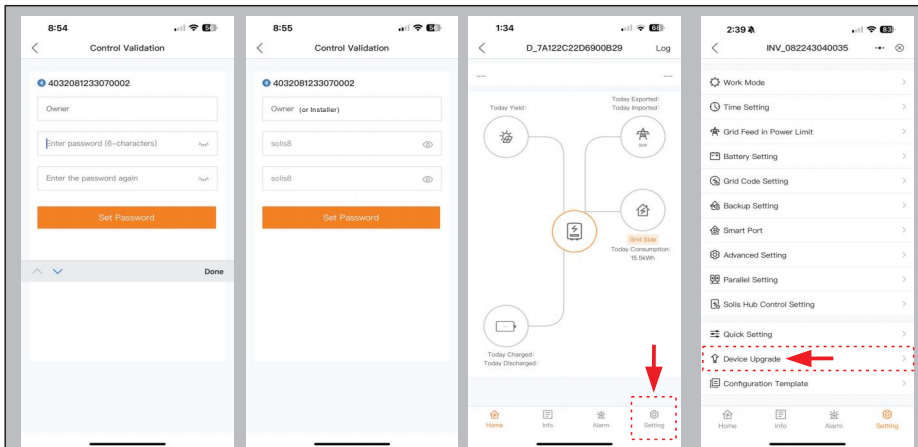 8:54
Control Validation
4032081233070002
Owner
Enter password (6-characters)
Enter the password again
Set Password
Done
8:55
Control Validation
4032081233070002
Owner (or Installer)
solis8
solis8
Set Password
1:34
D_7A122C22D6900B29 Log
-- --
Today Yield:
Today Exported:
Today Imported:
Grid Side
Today Consumption:
15.5kWh
Today Charged:
Today Discharged:
Home Info Alarm Setting
2:39
INV_082243040035
Work Mode
Time Setting
Grid Feed in Power Limit
Battery Setting
Grid Code Setting
Backup Setting
Smart Port
Advanced Setting
Parallel Setting
Solis Hub Control Setting
Quick Setting
Device Upgrade
Configuration Template
Home Info Alarm Setting